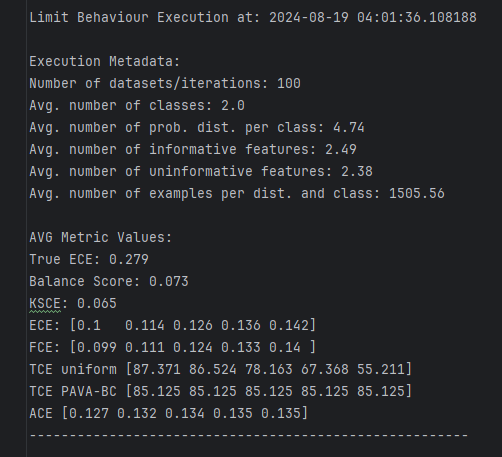 Limit Behaviour Execution at: 2024-08-19 04:01:36.108188
Execution Metadata:
Number of datasets/iterations: 100
Avg. number of classes: 2.0
Avg. number of prob. dist. per class: 4.74
Avg. number of informative features: 2.49
Avg. number of uninformative features: 2.38
Avg. number of examples per dist. and class: 1505.56
AVG Metric Values:
True ECE: 0.279
Balance Score: 0.073
KSCE: 0.065
ECE: [0.1   0.114 0.126 0.136 0.142]
FCE: [0.099 0.111 0.124 0.133 0.14 ]
TCE uniform [87.371 86.524 78.163 67.368 55.211]
TCE PAVA-BC [85.125 85.125 85.125 85.125 85.125]
ACE [0.127 0.132 0.134 0.135 0.135]
--------------------------------------------------------